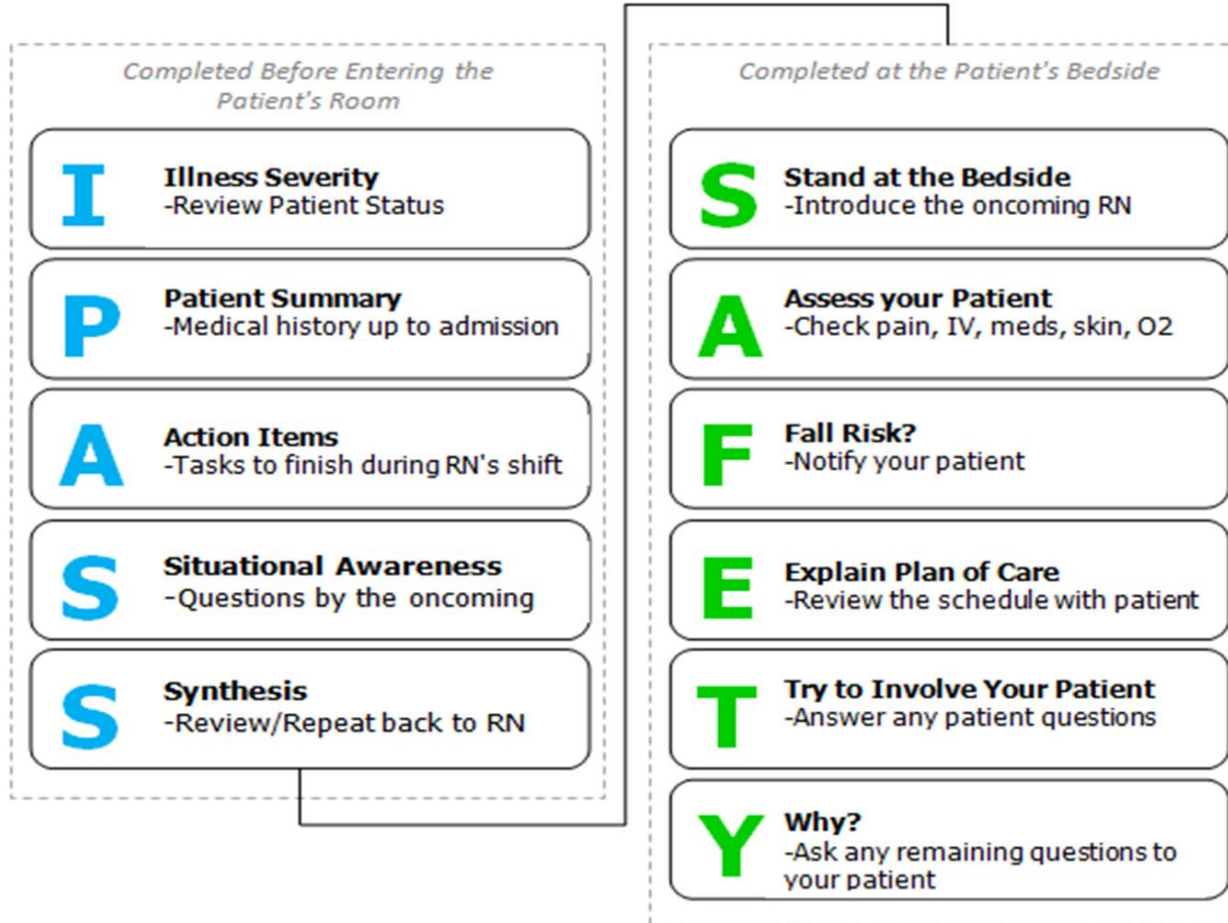 Completed Before Entering the
Patient's Room
I
Illness Severity
-Review Patient Status
P
Patient Summary
-Medical history up to admission
A
Action Items
-Tasks to finish during RN's shift
S
Situational Awareness
-Questions by the oncoming
S
Synthesis
-Review/Repeat back to RN
Completed at the Patient's Bedside
S
Stand at the Bedside
-Introduce the oncoming RN
A
Assess your Patient
-Check pain, IV, meds, skin, O2
F
Fall Risk?
-Notify your patient
E
Explain Plan of Care
-Review the schedule with patient
T
Try to Involve Your Patient
-Answer any patient questions
Y
Why?
-Ask any remaining questions to
your patient